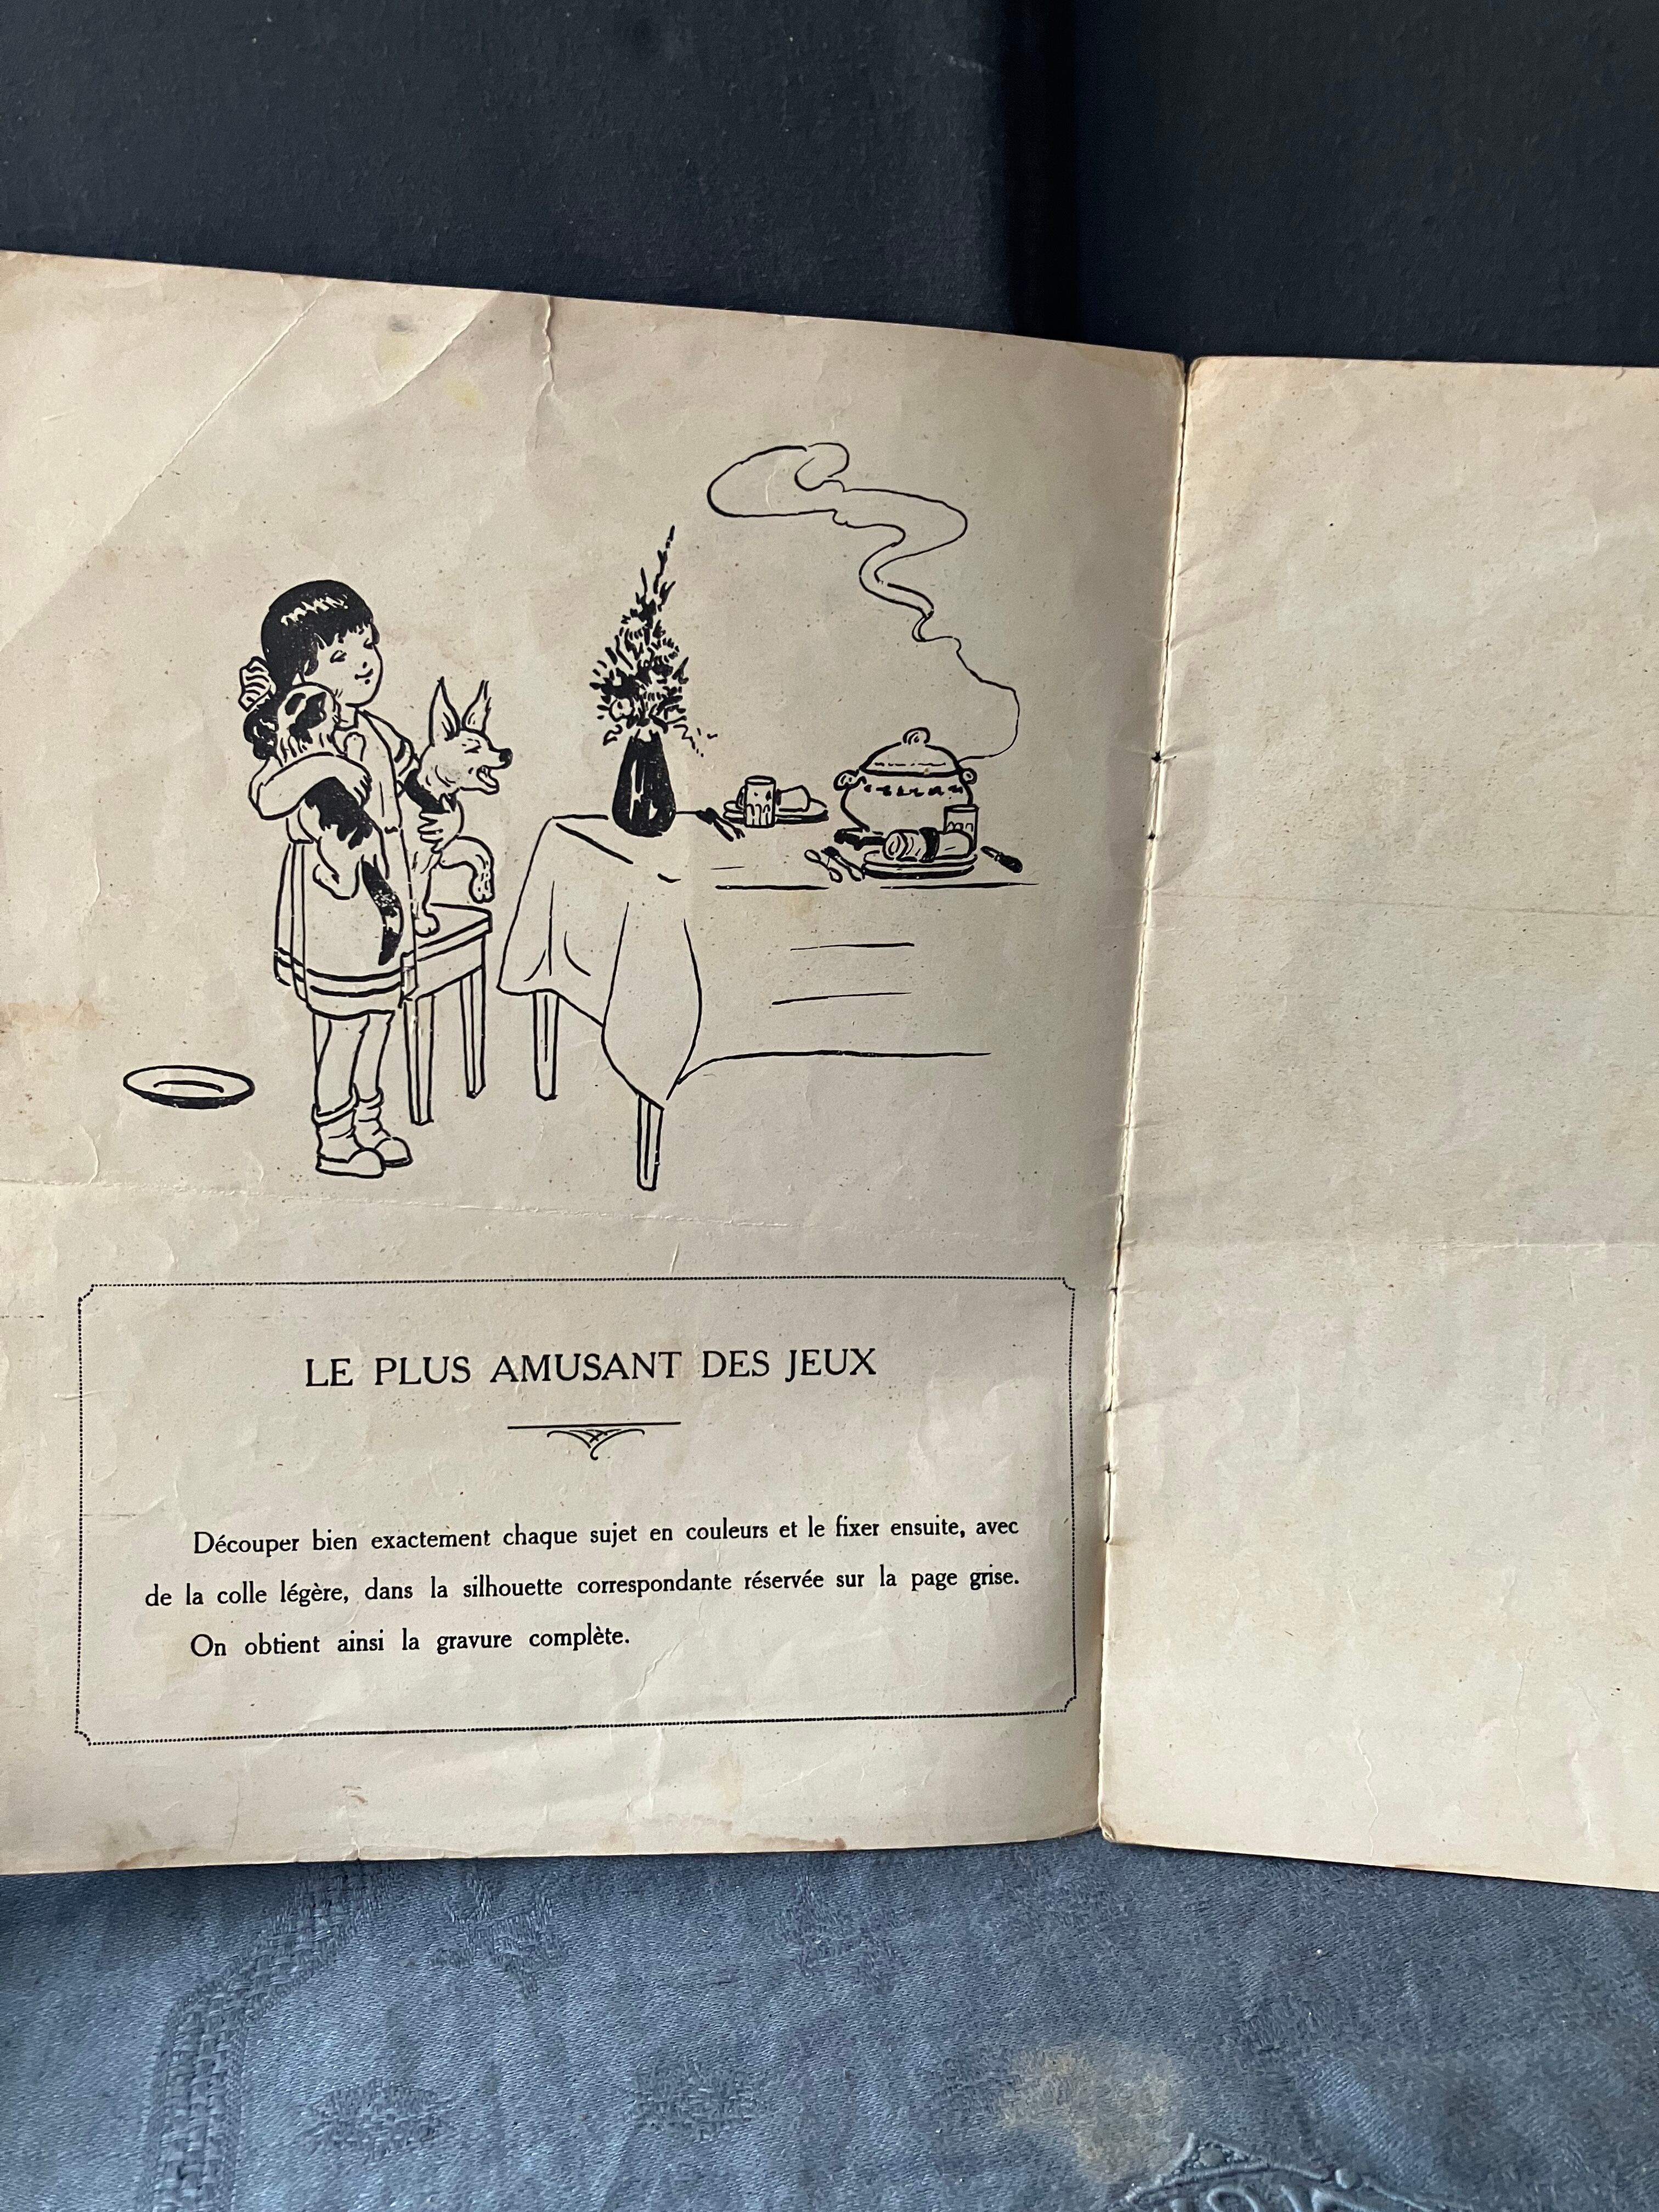 LE PLUS AMUSANT DES JEUX
Découper bien exactement chaque sujet en couleurs et le fixer ensuite, avec
de la colle légère, dans la silhouette correspondante réservée sur la page grise.
On obtient ainsi la gravure complète.